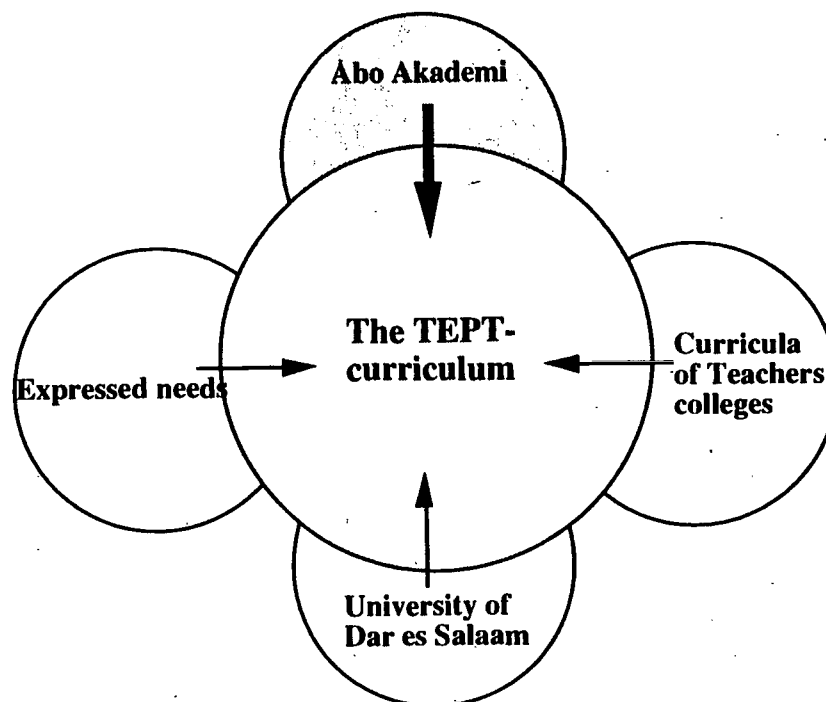 Åbo Akademi
The TEPT-
curriculum
Expressed needs
Curricula
of Teachers
colleges
University of
Dar es Salaam